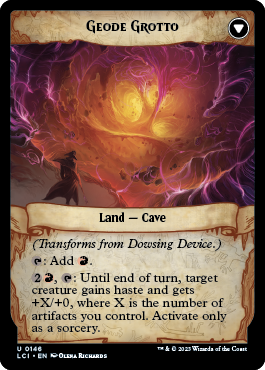 Geode Grotto
Land — Cave
(Transforms from Dowsing Device.)
: Add .
2 , : Until end of turn, target
creature gains haste and gets
+X/+0, where X is the number of
artifacts you control. Activate only
as a sorcery.
U 0146
LCI • EN Olena Richards
™ & © 2023 Wizards of the Coast